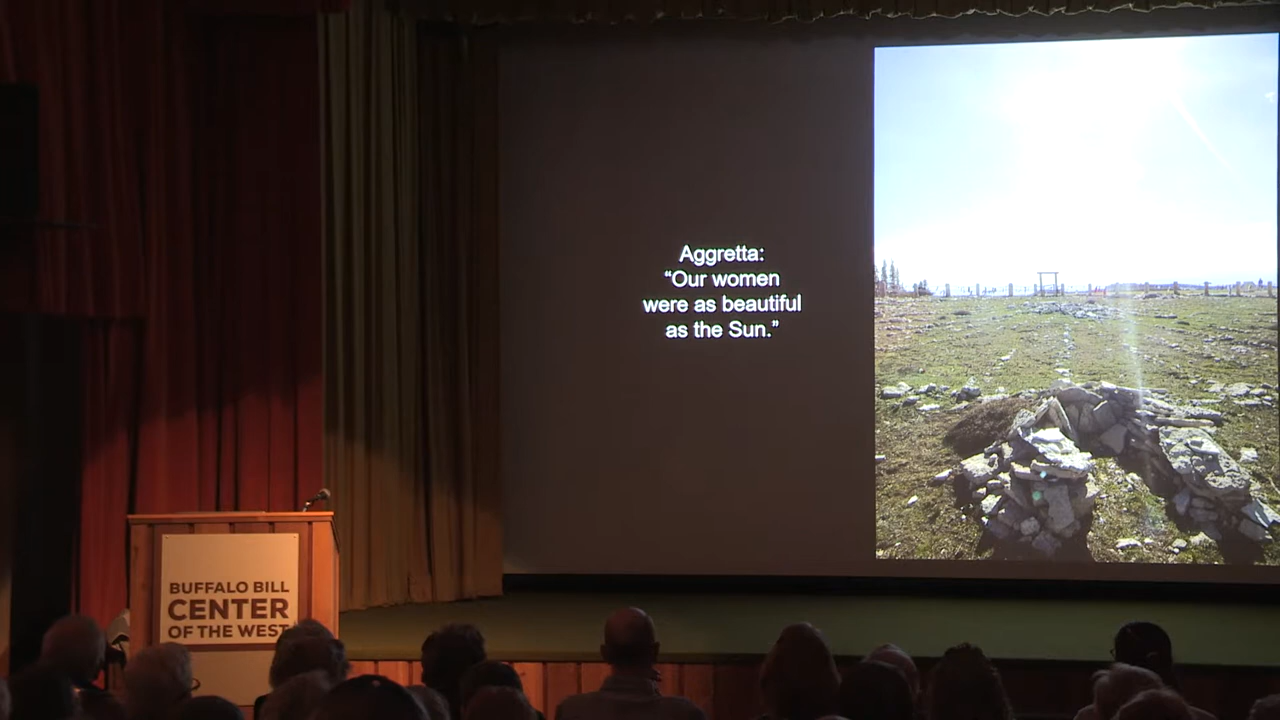 Aggretta:
“Our women
were as beautiful
as the Sun.”
BUFFALO BILL
CENTER
OF THE WEST